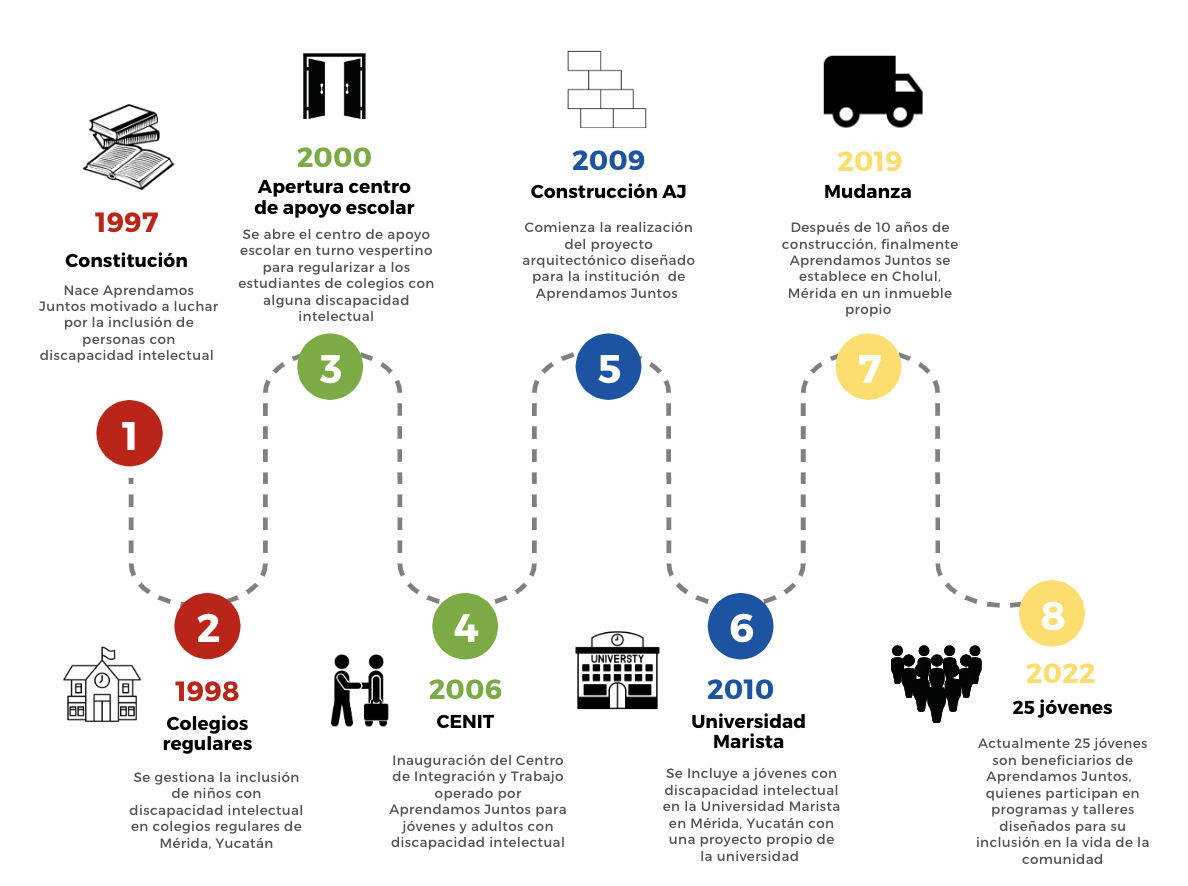 1997
Constitución
Nace Aprendamos
Juntos motivado a luchar
por la inclusión de
personas con
discapacidad intelectual
1
2
1998
Colegios
regulares
Se gestiona la inclusión
de niños con
discapacidad intelectual
en colegios regulares de
Mérida, Yucatán
2000
Apertura centro
de apoyo escolar
Se abre el centro de apoyo
escolar en turno vespertino
para regularizar a los
estudiantes de colegios con
alguna discapacidad
intelectual
3
4
2006
CENIT
Inauguración del Centro
de Integración y Trabajo
operado por
Aprendamos Juntos para
jóvenes y adultos con
discapacidad intelectual
2009
Construcción AJ
Comienza la realización
del proyecto
arquitectónico diseñado
para la institución de
Aprendamos Juntos
5
UNIVERSTY
6
2010
Universidad
Marista
Se Incluye a jóvenes con
discapacidad intelectual
en la Universidad Marista
en Mérida, Yucatán con
una proyecto propio de
la universidad
2019
Mudanza
Después de 10 años de
construcción, finalmente
Aprendamos Juntos se
establece en Cholul,
Mérida en un inmueble
propio
7
8
2022
25 jóvenes
Actualmente 25 jóvenes
son beneficiarios de
Aprendamos Juntos,
quienes participan en
programas y talleres
diseñados para su
inclusión en la vida de la
comunidad